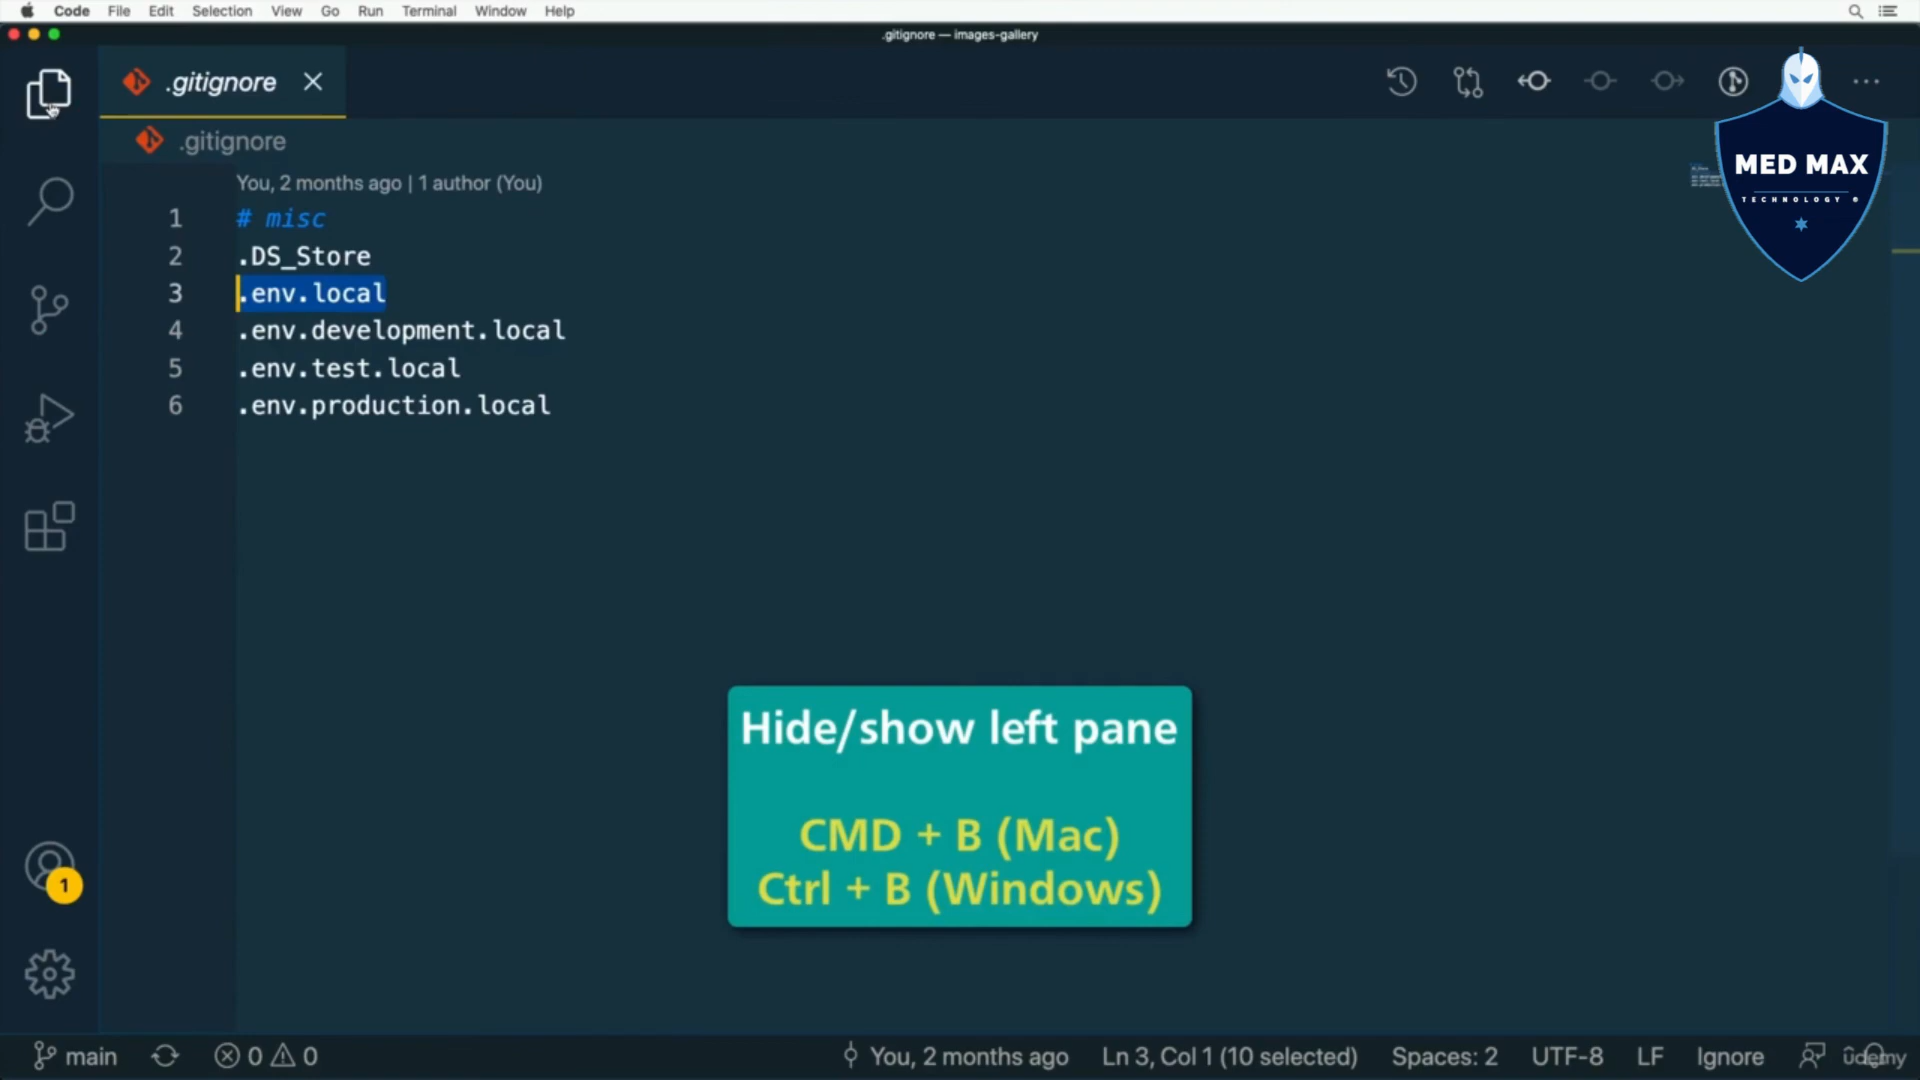 Code File Edit Selection View Go Run Terminal Window Help
.gitignore — images-gallery
.gitignore
.gitignore
You, 2 months ago | 1 author (You)
1 # misc
2 .DS_Store
3 .env.local
4 .env.development.local
5 .env.test.local
6 .env.production.local
MED MAX
TECHNOLOGY
Hide/show left pane
CMD + B (Mac)
Ctrl + B (Windows)
1
main 0 0 You, 2 months ago Ln 3, Col 1 (10 selected) Spaces: 2 UTF-8 LF Ignore
ûdemy